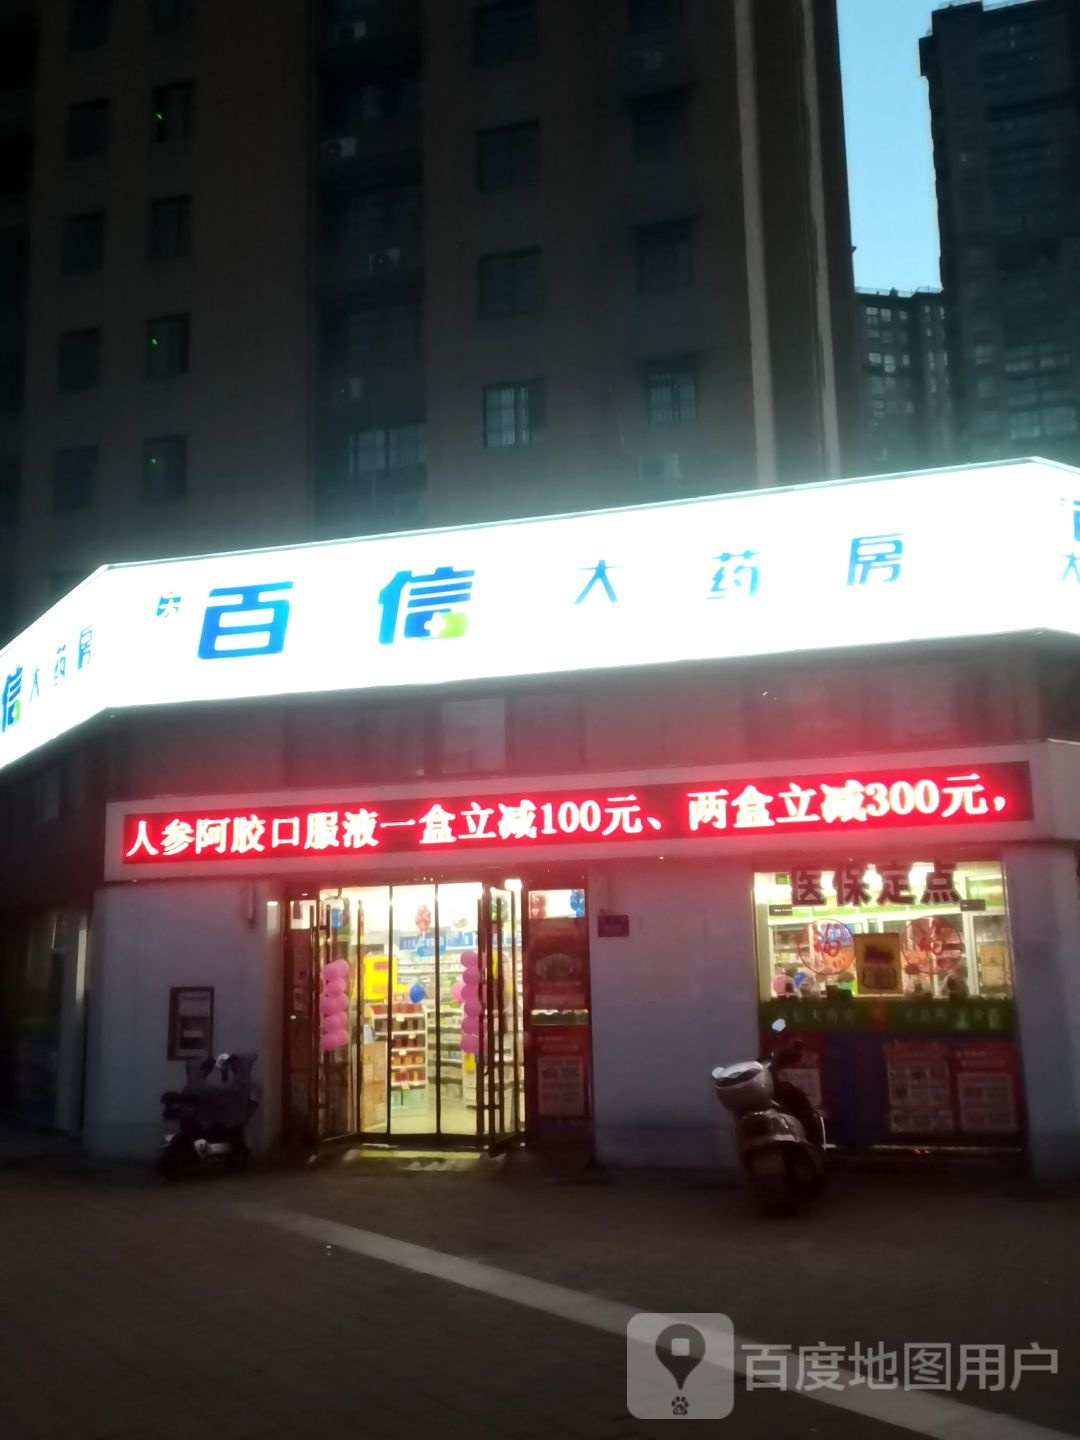 百信大药房
信大药房
人参阿胶口服液一盒立减100元、两盒立减300元,
医保定点
福 福
百度地图用户